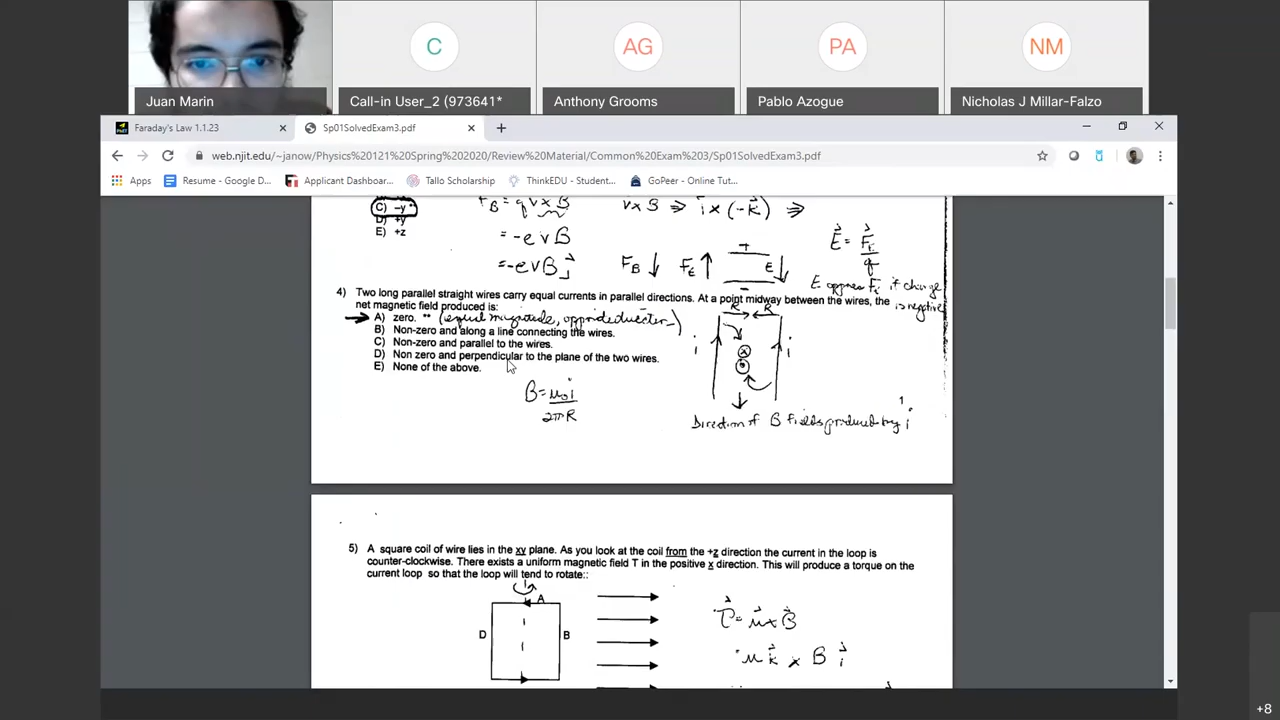 C
AG
PA
NM
Juan Marin
Call-in User_2 (973641*
Anthony Grooms
Pablo Azogue
Nicholas J Millar-Falzo
Faraday's Law 1.1.23
Sp01SolvedExam3.pdf
web.njit.edu/~janow/Physics%20121%20Spring%202020/Review%20Material/Common%20Exam%203/Sp01SolvedExam3.pdf
Apps
Resume - Google D...
Applicant Dashboar...
Tallo Scholarship
ThinkEDU - Student...
GoPeer - Online Tut...
C) -y
D) +y
E) +z
F_B = q v x B
= -e v B
= -e v B j
v x B ⇒ i x (-k) ⇒
F_B ↓ F_E ↑
+
-
E ↓
E = F_E / q
E opposes F_E if charge
is negative
4) Two long parallel straight wires carry equal currents in parallel directions. At a point midway between the wires, the
net magnetic field produced is:
A) zero. ** (equal magnitude, opposite direction)
B) Non-zero and along a line connecting the wires.
C) Non-zero and parallel to the wires.
D) Non zero and perpendicular to the plane of the two wires.
E) None of the above.
R R
i i
B = μ₀i
2πR
Direction of B fields produced by i
5) A square coil of wire lies in the xy plane. As you look at the coil from the +z direction the current in the loop is
counter-clockwise. There exists a uniform magnetic field T in the positive x direction. This will produce a torque on the
current loop so that the loop will tend to rotate::
A
D
B
τ = μ x B
μ k x B i
+8